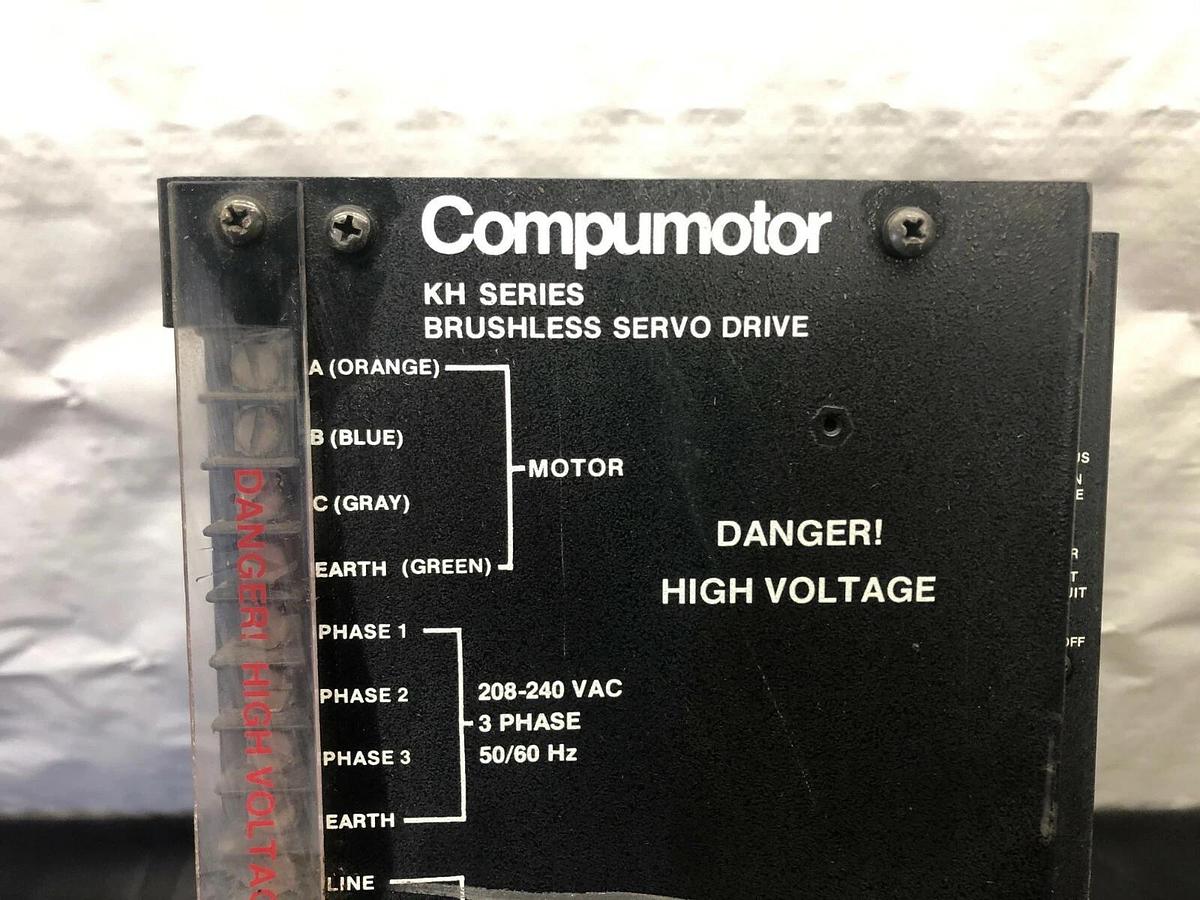 Compumotor
KH SERIES
BRUSHLESS SERVO DRIVE
A (ORANGE)
B (BLUE)
MOTOR
C (GRAY)
EARTH (GREEN)
DANGER!
HIGH VOLTAGE
PHASE 1
PHASE 2
208-240 VAC
3 PHASE
50/60 Hz
PHASE 3
EARTH
LINE
DANGER! HIGH VOLTAG